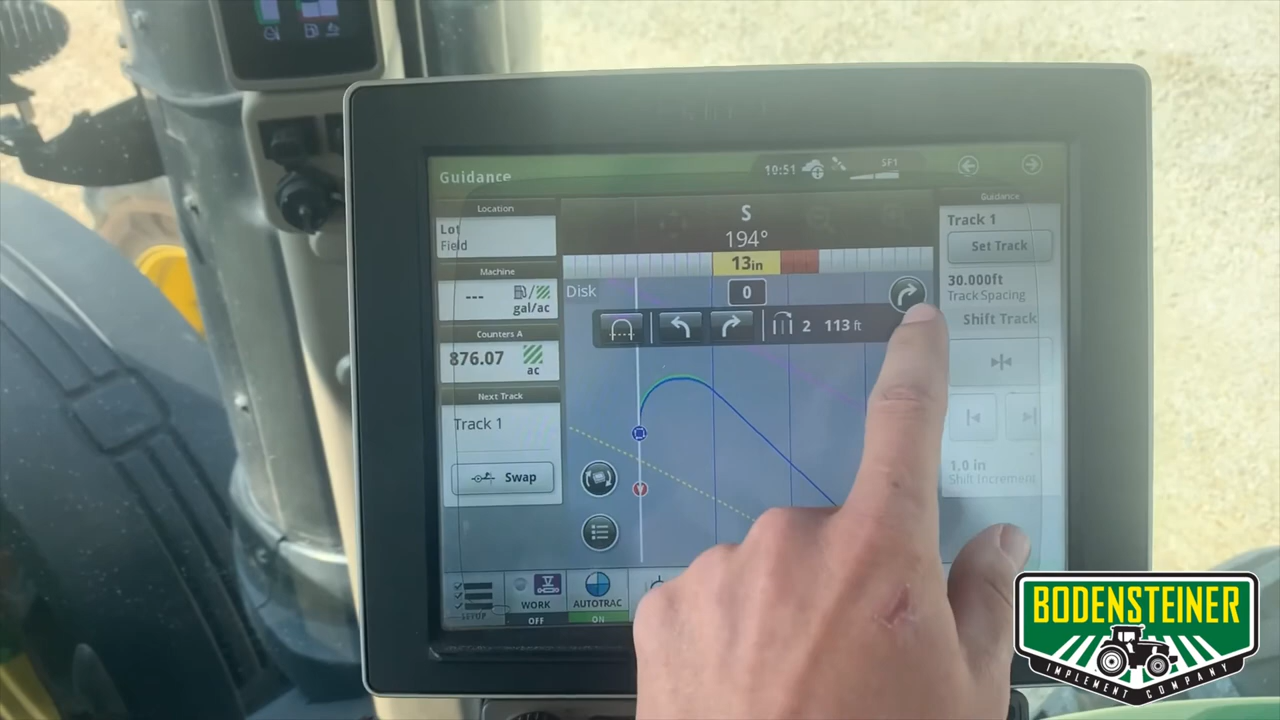 Guidance
10:51
SF1
Location
Lot
Field
Machine
---
gal/ac
Counters A
876.07
ac
Next Track
Track 1
Swap
S
194°
13in
Disk
0
2 113 ft
Guidance
Track 1
Set Track
30.000ft
Track Spacing
Shift Track
1.0 in
Shift Increment
SETUP
WORK
OFF
AUTOTRAC
ON
BODENSTEINER
IMPLEMENT COMPANY